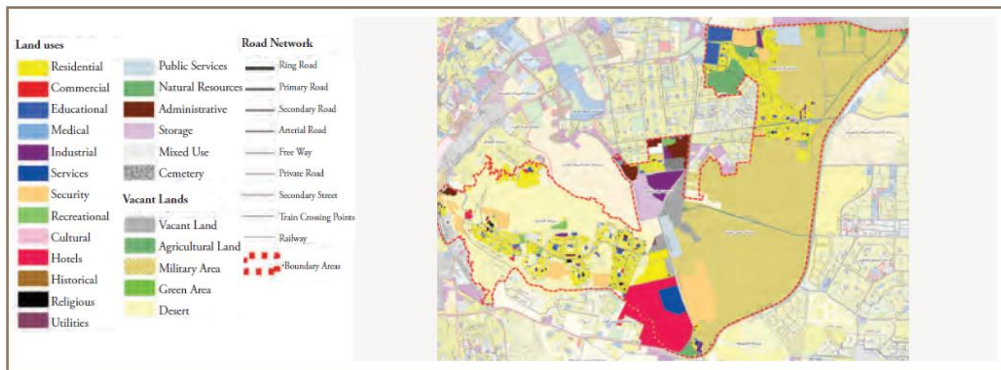 Land uses
Residential
Commercial
Educational
Medical
Industrial
Services
Security
Recreational
Cultural
Hotels
Historical
Religious
Utilities
Public Services
Natural Resources
Administrative
Storage
Mixed Use
Cemetery
Vacant Lands
Vacant Land
Agricultural Land
Military Area
Green Area
Desert
Road Network
Ring Road
Primary Road
Secondary Road
Arterial Road
Free Way
Private Road
Secondary Street
Train Crossing Points
Railway
Boundary Areas